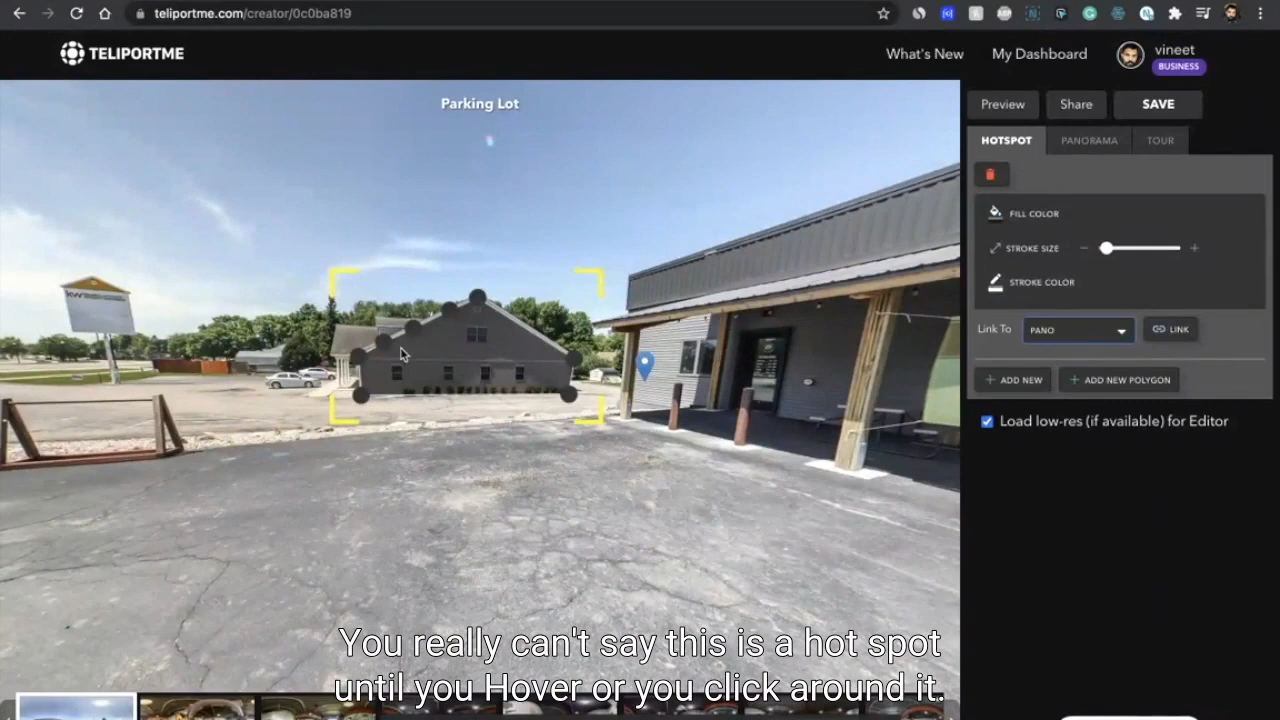 teliportme.com/creator/0c0ba819
TELIPORTME
What's New
My Dashboard
vineet
BUSINESS
Parking Lot
Preview
Share
SAVE
HOTSPOT
PANORAMA
TOUR
FILL COLOR
STROKE SIZE
STROKE COLOR
Link To
PANO
LINK
ADD NEW
ADD NEW POLYGON
Load low-res (if available) for Editor
kw
You really can't say this is a hot spot
until you Hover or you click around it.